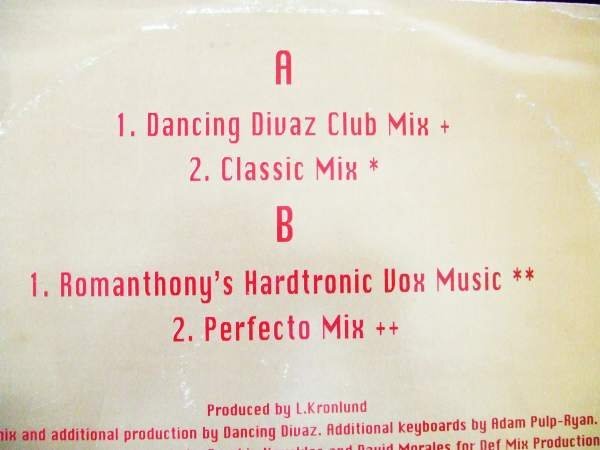 A
1. Dancing Divaz Club Mix +
2. Classic Mix *
B
1. Romanthony's Hardtronic Vox Music **
2. Perfecto Mix ++
Produced by L.Kronlund
mix and additional production by Dancing Divaz. Additional keyboards by Adam Pulp-Ryan.
and David Morales for Def Mix Production